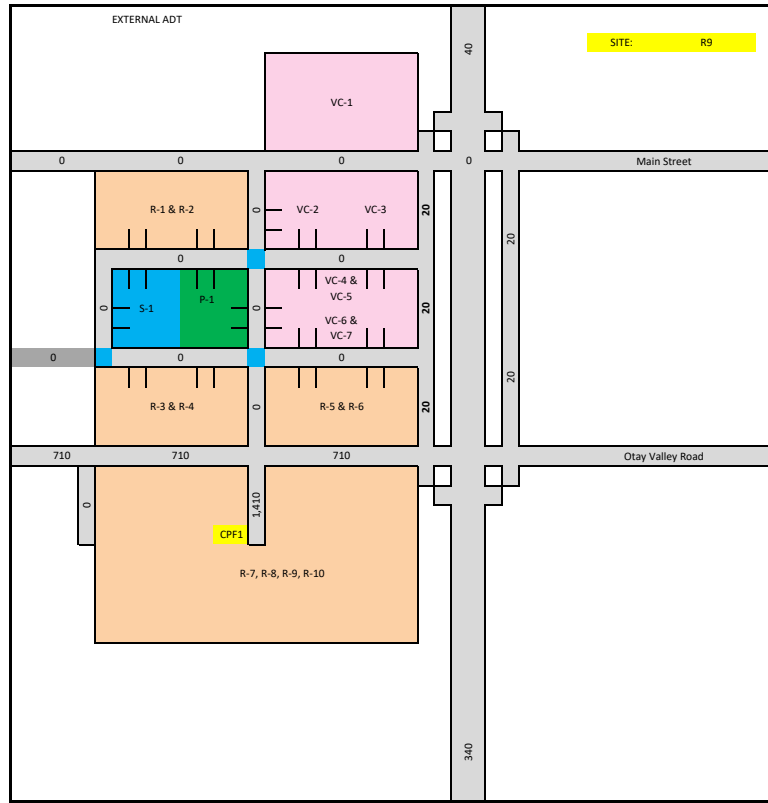 EXTERNAL ADT
40
SITE: R9
VC-1
0 0 0 0 Main Street
R-1 & R-2
0
VC-2 VC-3
20
20
0
VC-4 &
VC-5
VC-6 &
VC-7
S-1
P-1
0
0
20
20
0 0 0
R-3 & R-4
0
R-5 & R-6
20
710 710 710 Otay Valley Road
0
1,410
CPF1
R-7, R-8, R-9, R-10
340